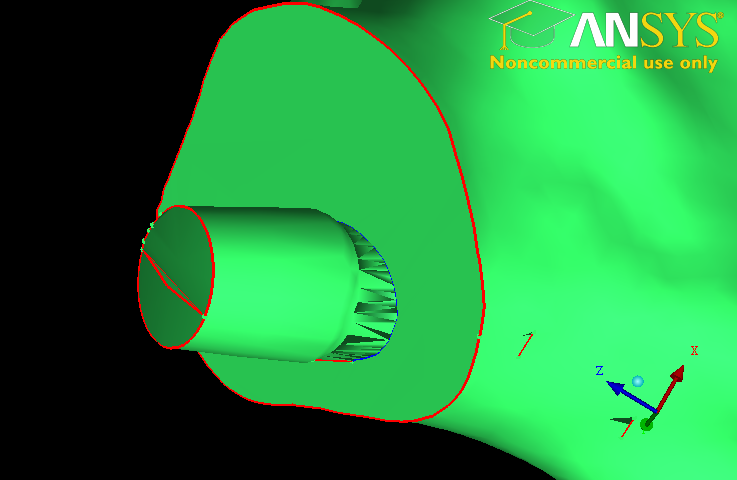 ANSYS®
Noncommercial use only
X
Z